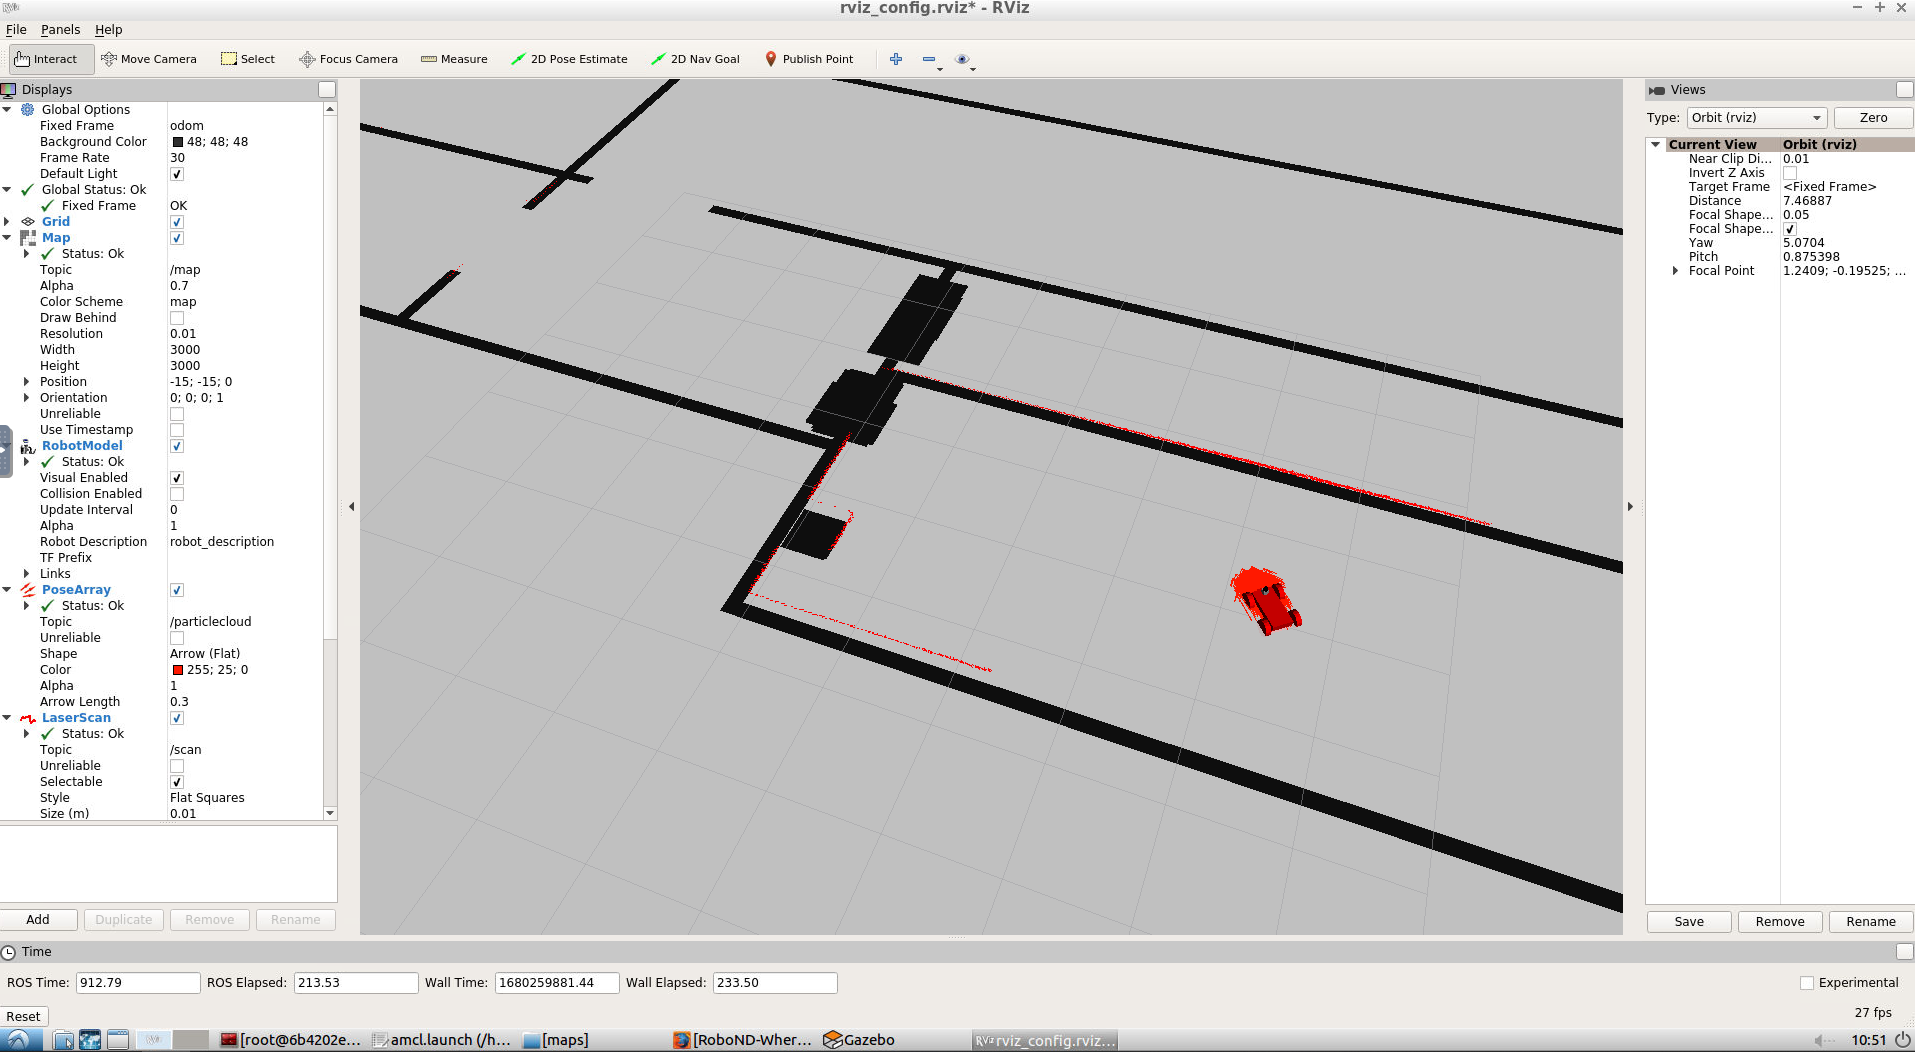 rviz_config.rviz* - RViz
File Panels Help
Interact Move Camera Select Focus Camera Measure 2D Pose Estimate 2D Nav Goal Publish Point
Displays
Global Options
Fixed Frame odom
Background Color 48; 48; 48
Frame Rate 30
Default Light
Global Status: Ok
Fixed Frame OK
Grid
Map
Status: Ok
Topic /map
Alpha 0.7
Color Scheme map
Draw Behind
Resolution 0.01
Width 3000
Height 3000
Position -15; -15; 0
Orientation 0; 0; 0; 1
Unreliable
Use Timestamp
RobotModel
Status: Ok
Visual Enabled
Collision Enabled
Update Interval 0
Alpha 1
Robot Description robot_description
TF Prefix
Links
PoseArray
Status: Ok
Topic /particlecloud
Unreliable
Shape Arrow (Flat)
Color 255; 25; 0
Alpha 1
Arrow Length 0.3
LaserScan
Status: Ok
Topic /scan
Unreliable
Selectable
Style Flat Squares
Size (m) 0.01
Add Duplicate Remove Rename
Views
Type: Orbit (rviz) Zero
Current View Orbit (rviz)
Near Clip Di... 0.01
Invert Z Axis
Target Frame <Fixed Frame>
Distance 7.46887
Focal Shape... 0.05
Focal Shape...
Yaw 5.0704
Pitch 0.875398
Focal Point 1.2409; -0.19525; ...
Save Remove Rename
Time
ROS Time: 912.79 ROS Elapsed: 213.53 Wall Time: 1680259881.44 Wall Elapsed: 233.50 Experimental
Reset 27 fps
[root@6b4202e... amcl.launch (/h... [maps] [RoboND-Wher... Gazebo RViz rviz_config.rviz... 10:51